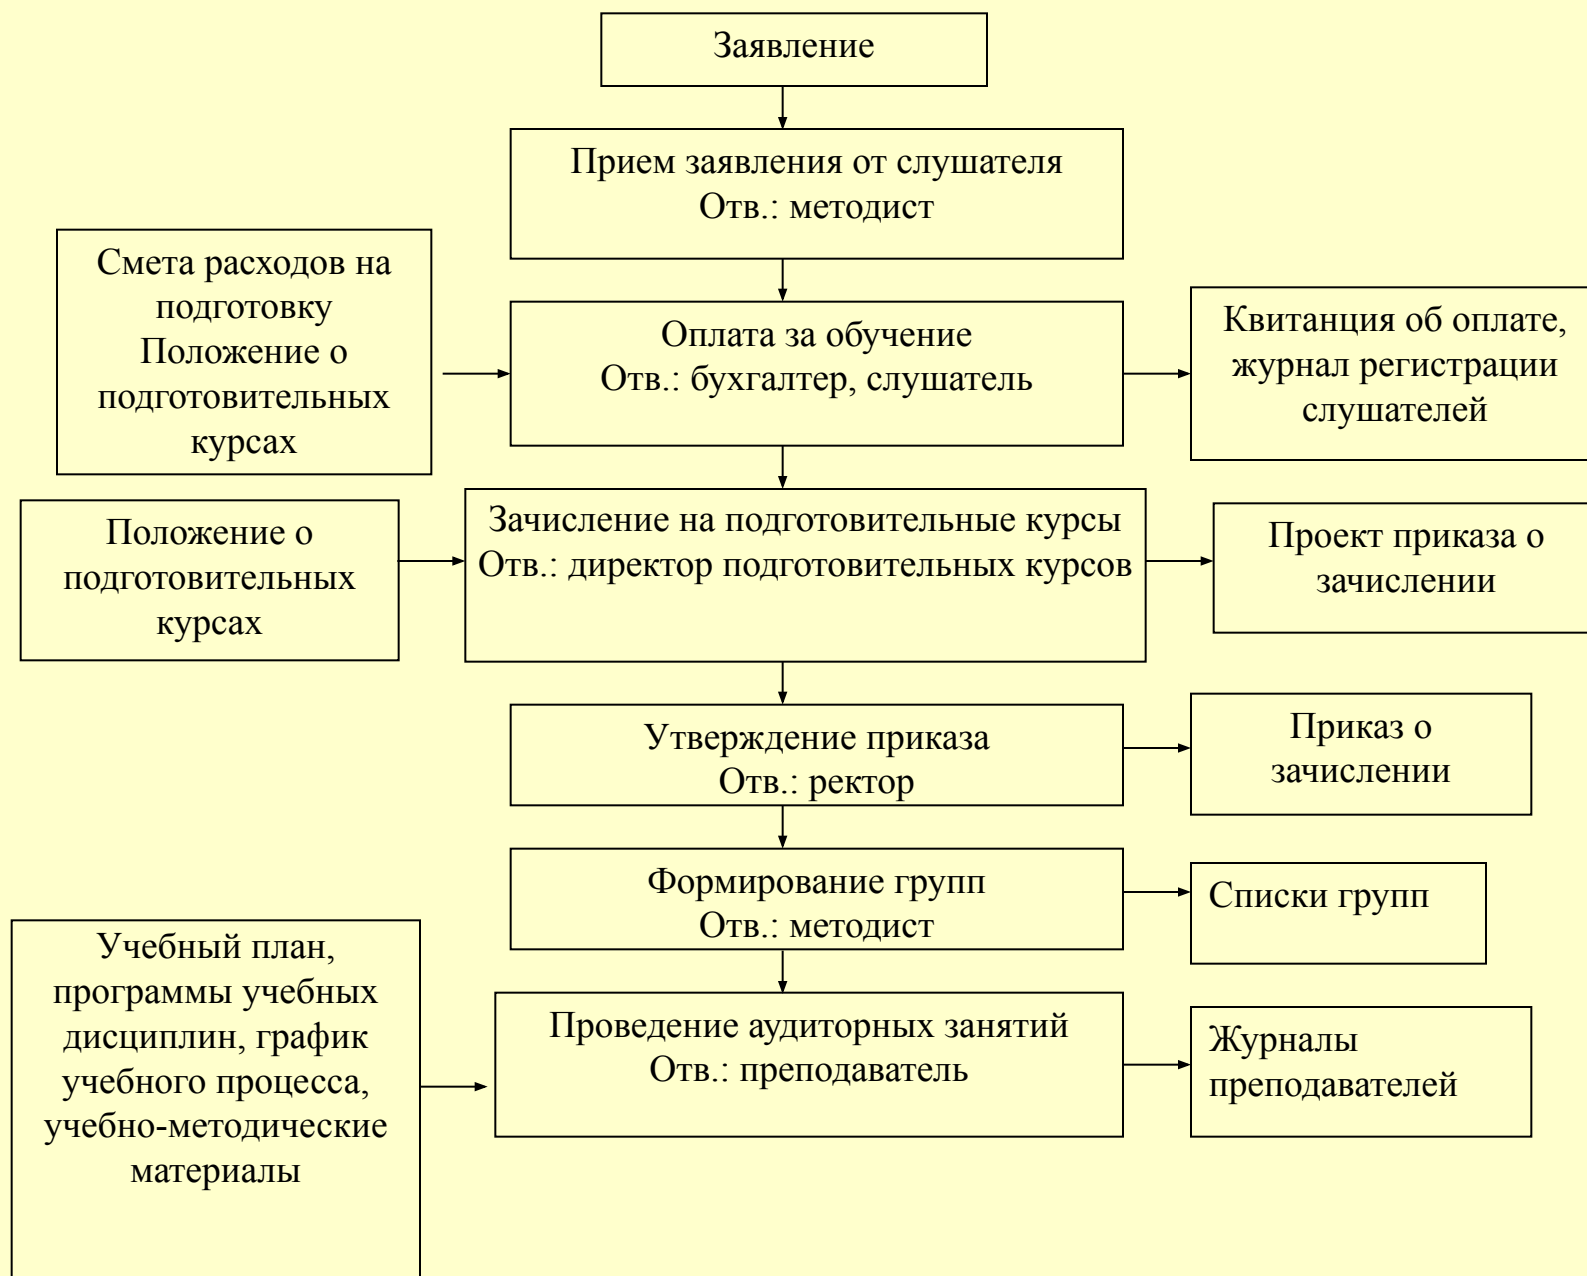 Заявление
Прием заявления от слушателя
Отв.: методист
Смета расходов на
подготовку
Положение о
подготовительных
курсах
Оплата за обучение
Отв.: бухгалтер, слушатель
Квитанция об оплате,
журнал регистрации
слушателей
Положение о
подготовительных
курсах
Зачисление на подготовительные курсы
Отв.: директор подготовительных курсов
Проект приказа о
зачислении
Утверждение приказа
Отв.: ректор
Приказ о
зачислении
Формирование групп
Отв.: методист
Списки групп
Учебный план,
программы учебных
дисциплин, график
учебного процесса,
учебно-методические
материалы
Проведение аудиторных занятий
Отв.: преподаватель
Журналы
преподавателей